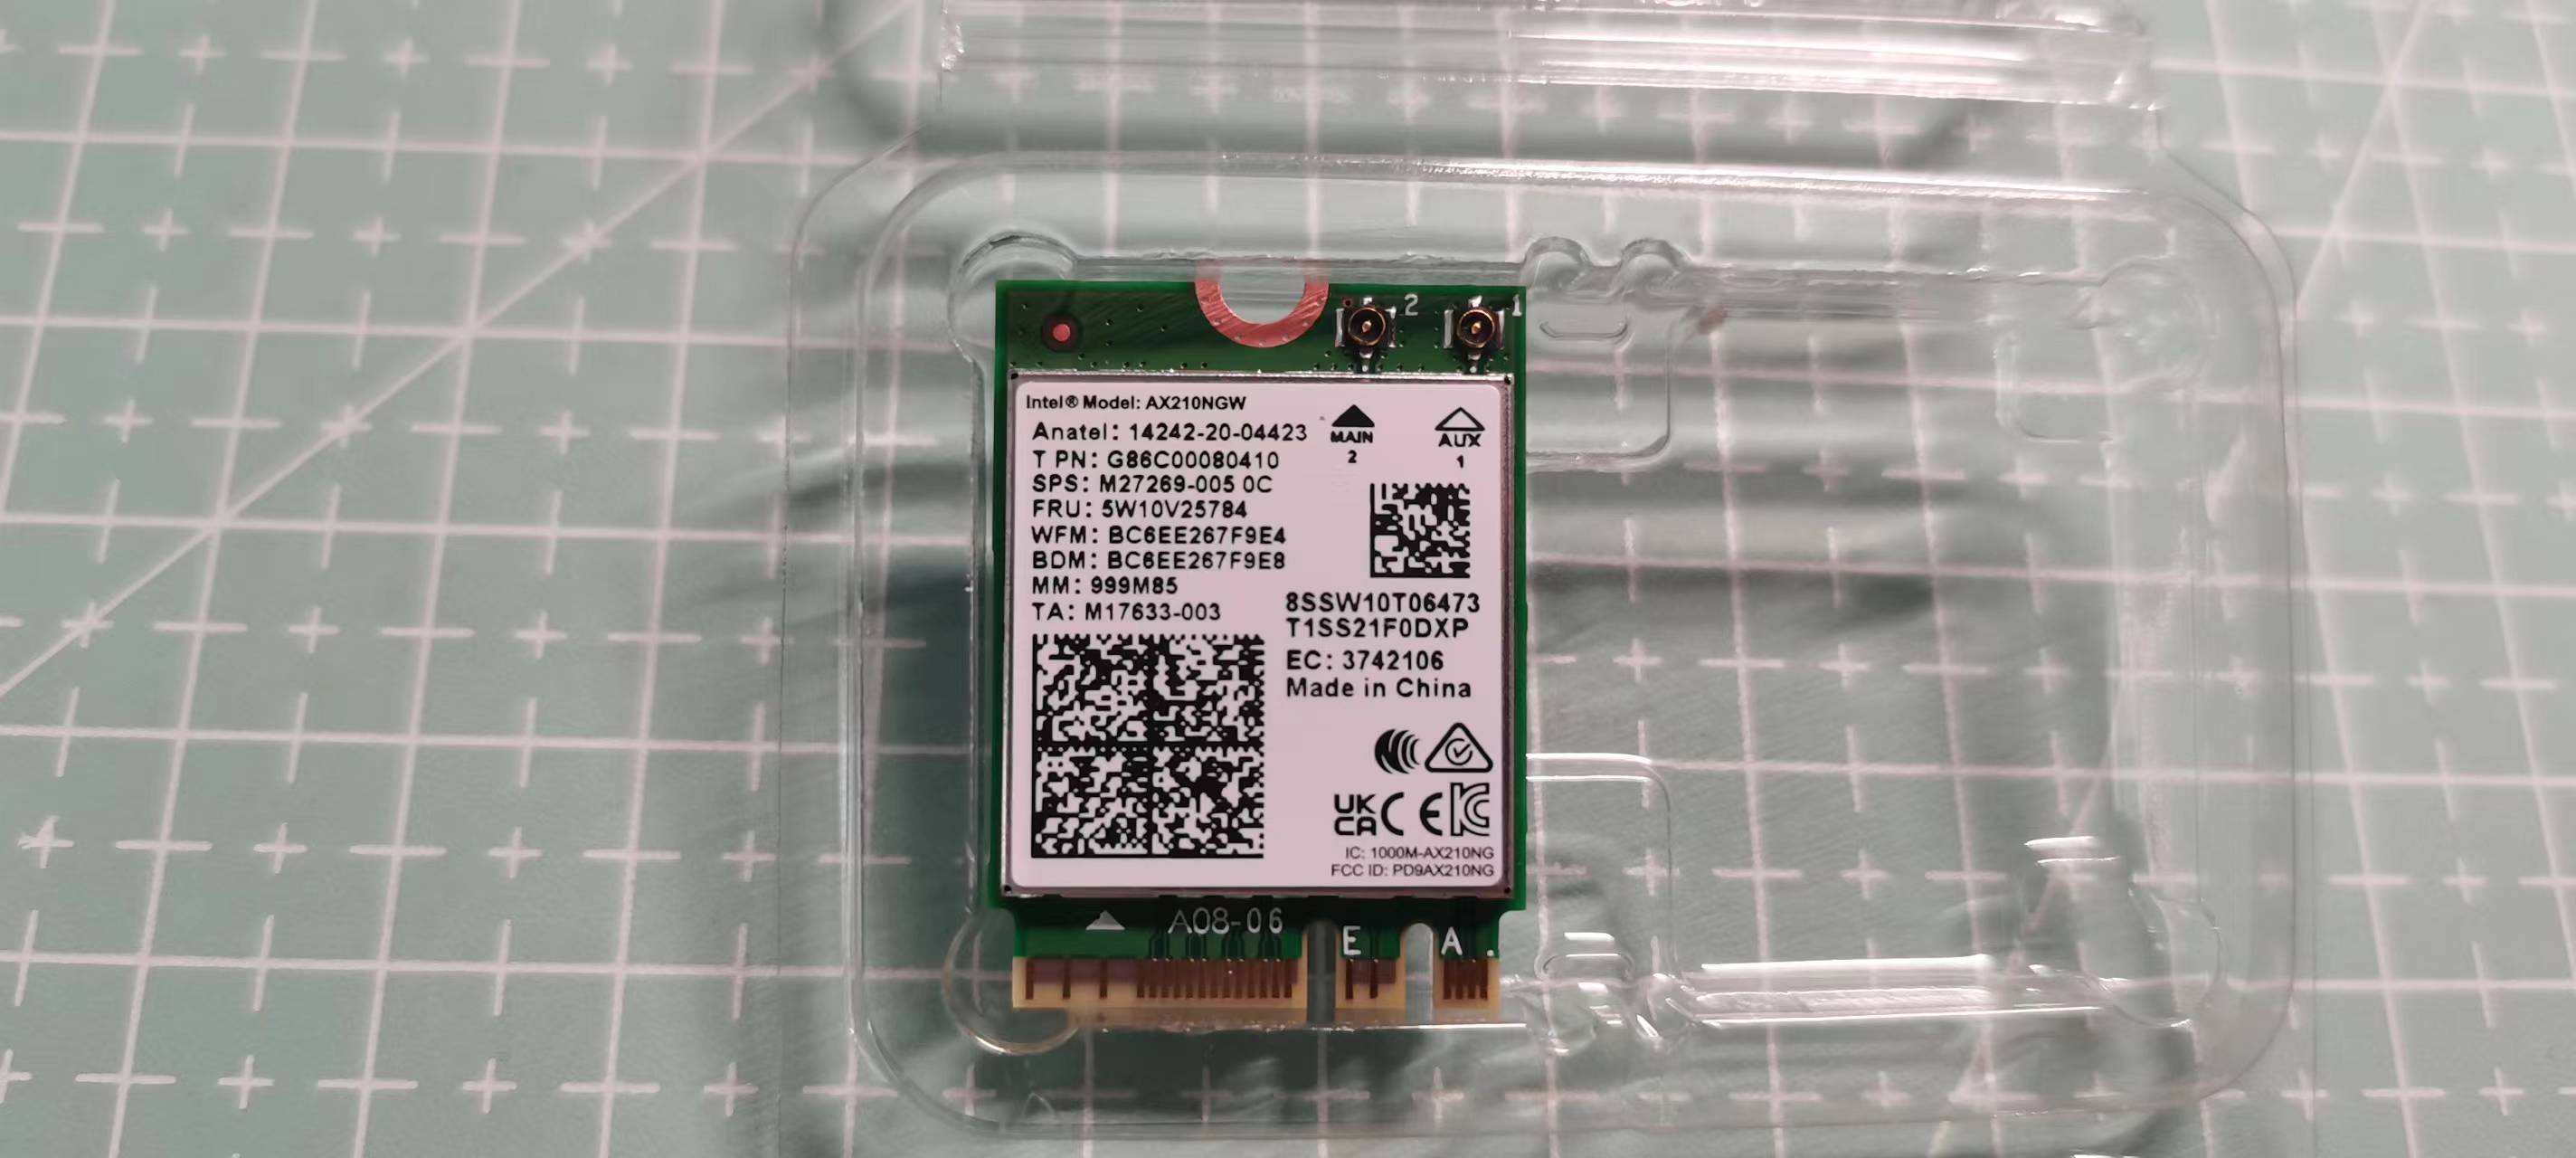 2 1
Intel® Model: AX210NGW
Anatel: 14242-20-04423
T PN: G86C00080410
SPS: M27269-005 0C
FRU: 5W10V25784
WFM: BC6EE267F9E4
BDM: BC6EE267F9E8
MM: 999M85
TA: M17633-003
MAIN
2
AUX
1
8SSW10T06473
T1SS21F0DXP
EC: 3742106
Made in China
UK
CA CE KC
IC: 1000M-AX210NG
FCC ID: PD9AX210NG
A08-06
E A